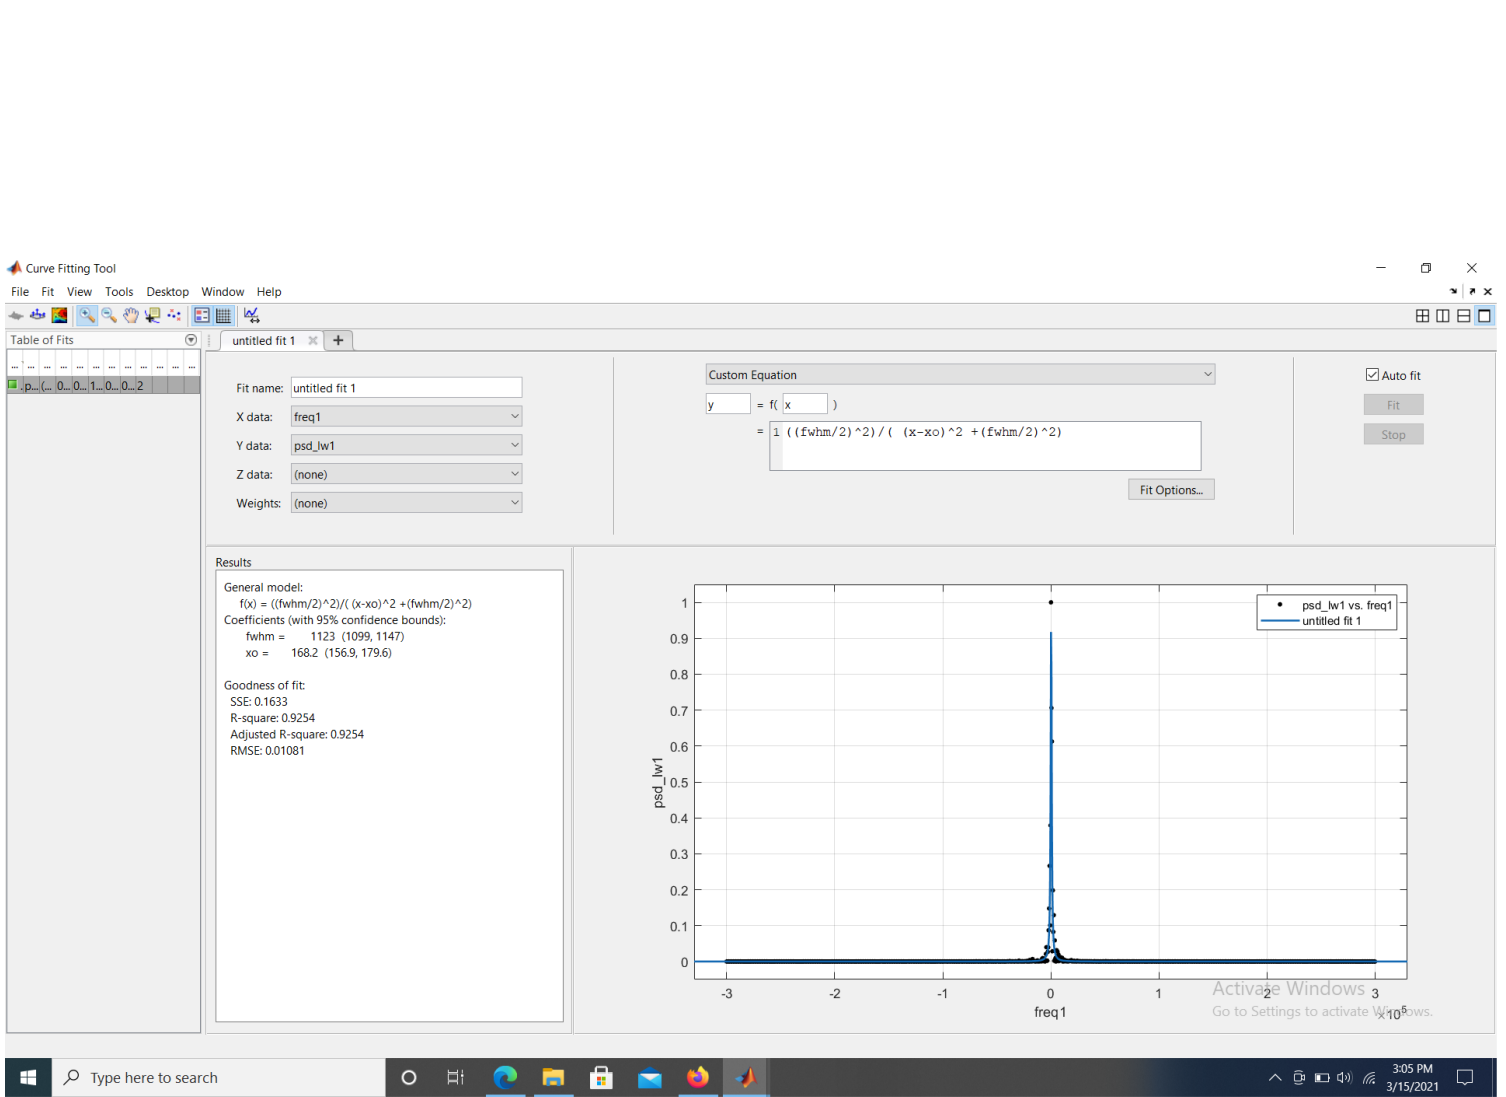 Curve Fitting Tool
File Fit View Tools Desktop Window Help
Table of Fits
untitled fit 1
... ... ... ... ... ... ... ... ... ... ... ...
.p... (... 0... 0... 1... 0... 0... 2
Fit name: untitled fit 1
X data: freq1
Y data: psd_lw1
Z data: (none)
Weights: (none)
Custom Equation
y = f( x )
= 1 ((fwhm/2)^2)/( (x-xo)^2 +(fwhm/2)^2)
Fit Options...
Auto fit
Fit
Stop
Results
General model:
f(x) = ((fwhm/2)^2)/( (x-xo)^2 +(fwhm/2)^2)
Coefficients (with 95% confidence bounds):
fwhm = 1123 (1099, 1147)
xo = 168.2 (156.9, 179.6)
Goodness of fit:
SSE: 0.1633
R-square: 0.9254
Adjusted R-square: 0.9254
RMSE: 0.01081
psd_lw1 vs. freq1
untitled fit 1
1
0.9
0.8
0.7
0.6
0.5
0.4
0.3
0.2
0.1
0
psd_lw1
-3 -2 -1 0 1 2 3
freq1
×10^5
Activate Windows
Go to Settings to activate Windows.
Type here to search
3:05 PM
3/15/2021